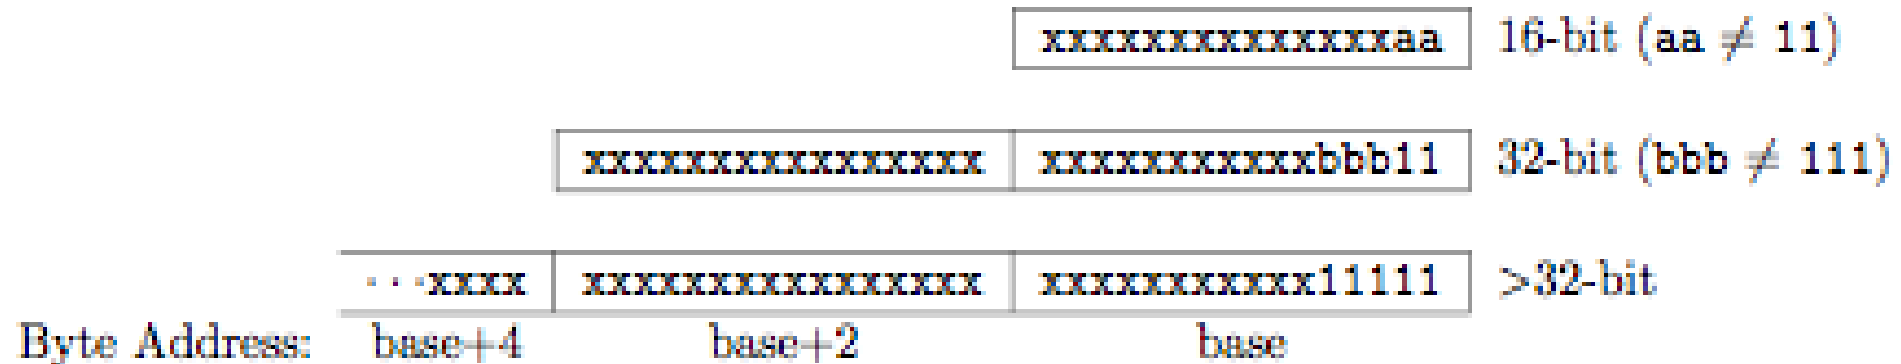 xxxxxxxxxxxxxxaa 16-bit (aa ≠ 11)
xxxxxxxxxxxxxxxx xxxxxxxxxxxbbb11 32-bit (bbb ≠ 111)
···xxxx xxxxxxxxxxxxxxxx xxxxxxxxxxx11111 >32-bit
Byte Address: base+4 base+2 base